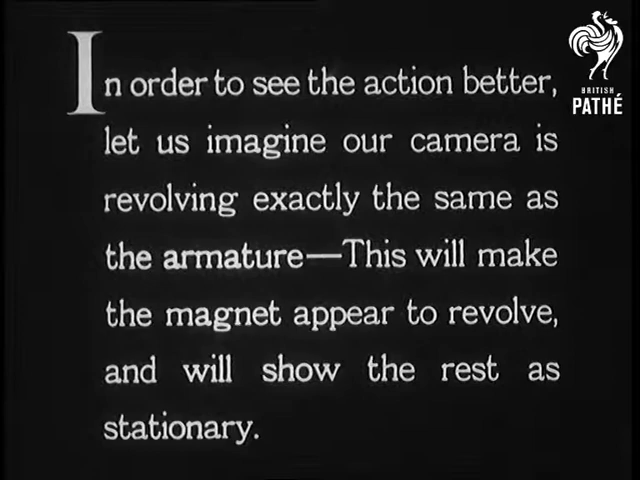 In order to see the action better,
let us imagine our camera is
revolving exactly the same as
the armature—This will make
the magnet appear to revolve,
and will show the rest as
stationary.
BRITISH
PATHÉ